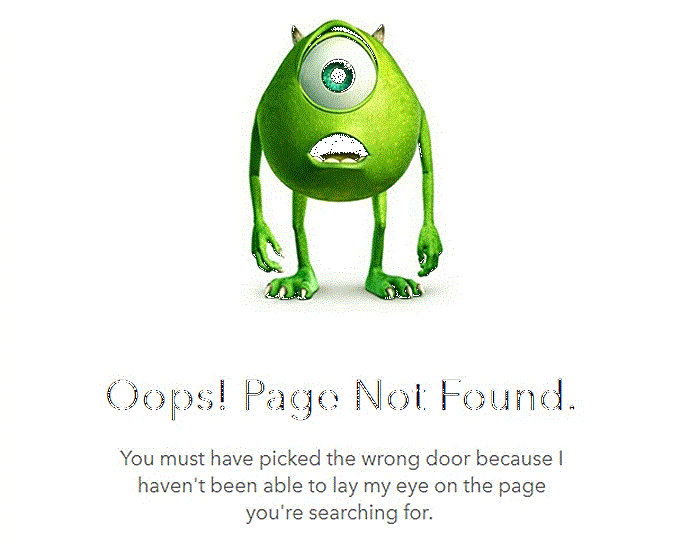 Oops! Page Not Found.
You must have picked the wrong door because I
haven't been able to lay my eye on the page
you're searching for.